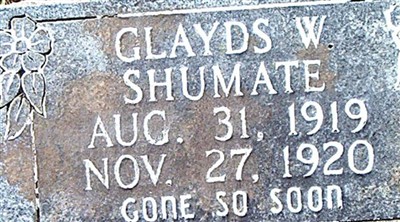 GLAYDS W
SHUMATE
AUG. 31, 1919
NOV. 27, 1920
GONE SO SOON